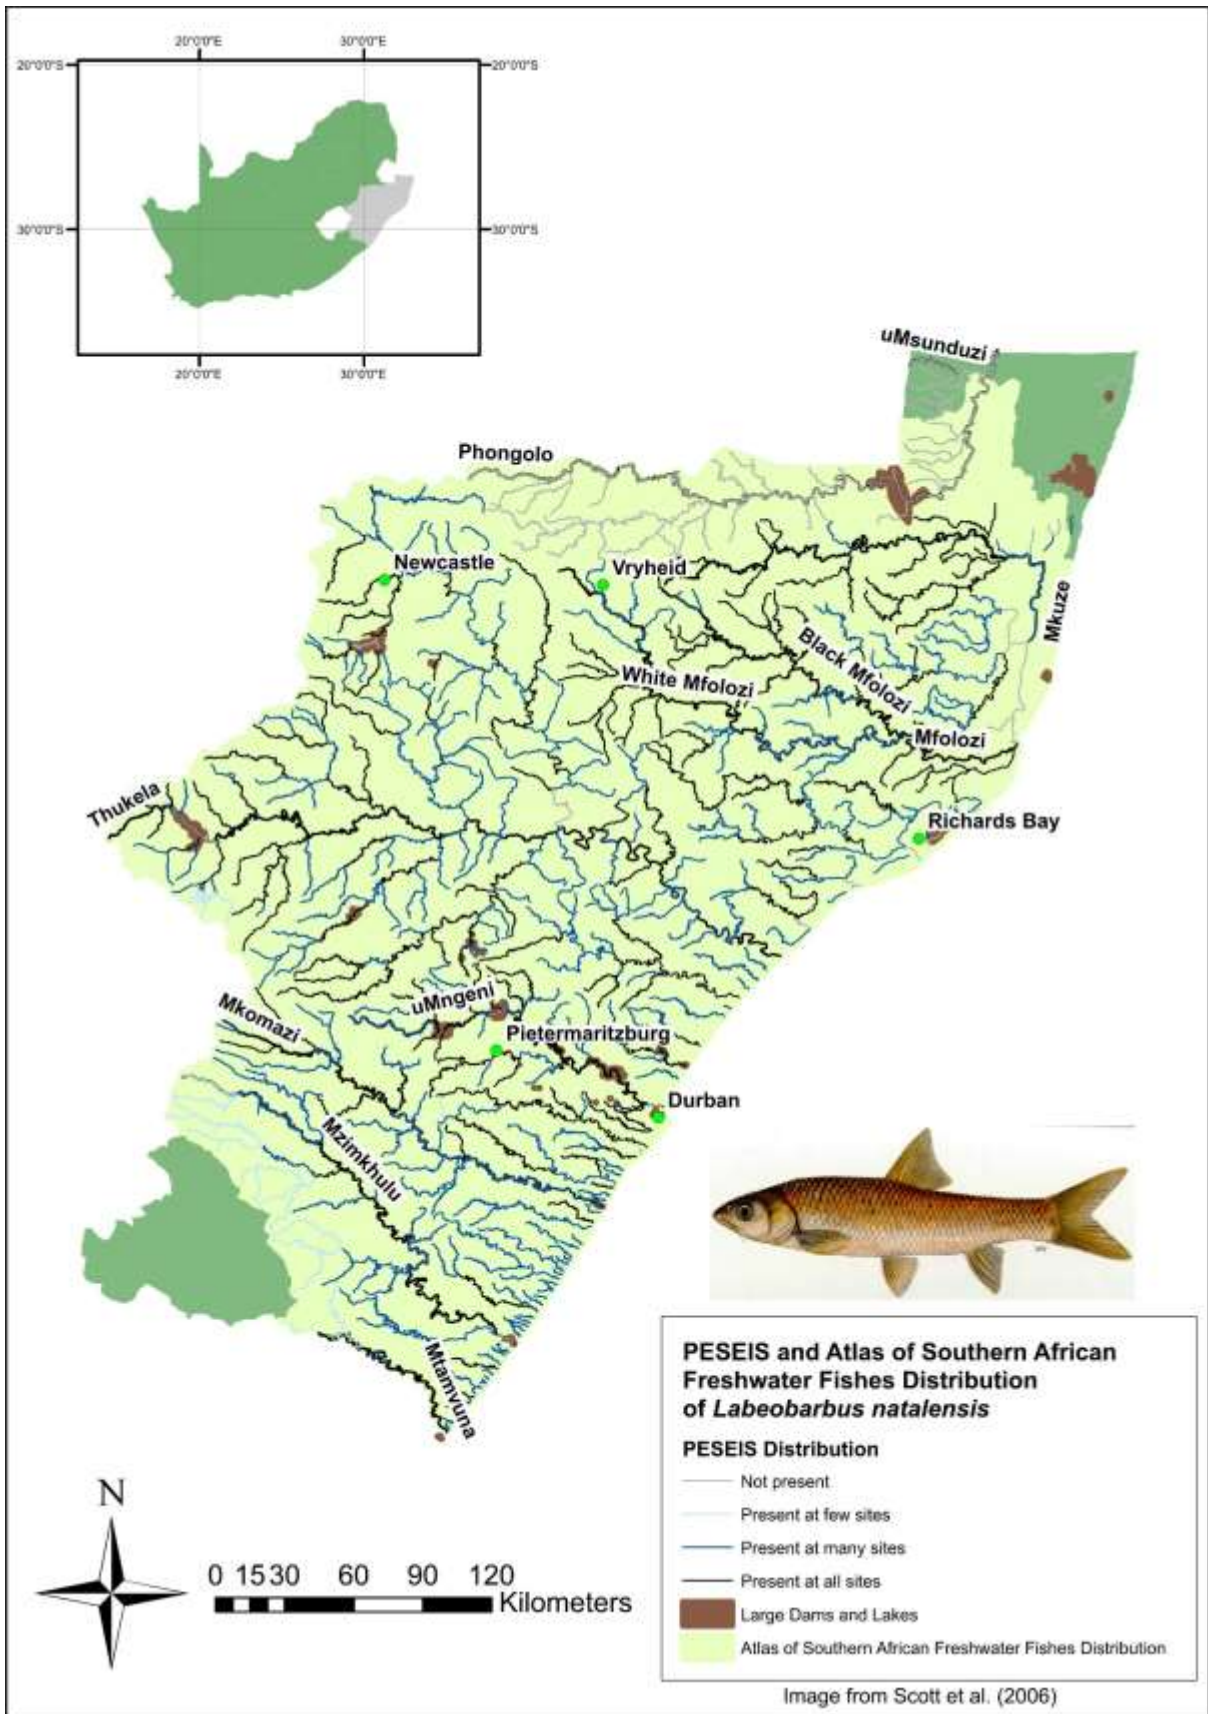 20°0'0"E 30°0'0"E
20°0'0"S 20°0'0"S
30°0'0"S 30°0'0"S
20°0'0"E 30°0'0"E
uMsunduzi
Phongolo
Newcastle
Vryheid
Mkuze
Black Mfolozi
White Mfolozi
Mfolozi
Thukela
Richards Bay
uMngeni
Mkomazi
Pietermaritzburg
Durban
Mzimkhulu
Mtamvuna
PESEIS and Atlas of Southern African
Freshwater Fishes Distribution
of Labeobarbus natalensis
PESEIS Distribution
Not present
Present at few sites
Present at many sites
Present at all sites
Large Dams and Lakes
Atlas of Southern African Freshwater Fishes Distribution
N
0 15 30 60 90 120
Kilometers
Image from Scott et al. (2006)